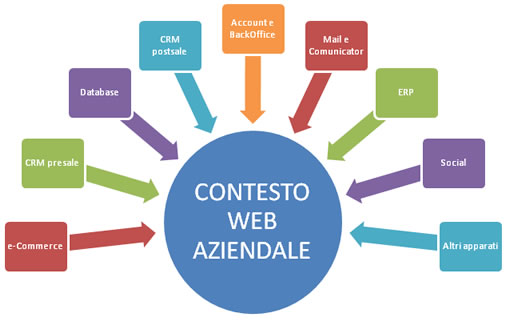 Account e
BackOffice
CRM
postsale
Mail e
Comunicator
Database
ERP
CRM presale
Social
e-Commerce
Altri apparati
CONTESTO
WEB
AZIENDALE